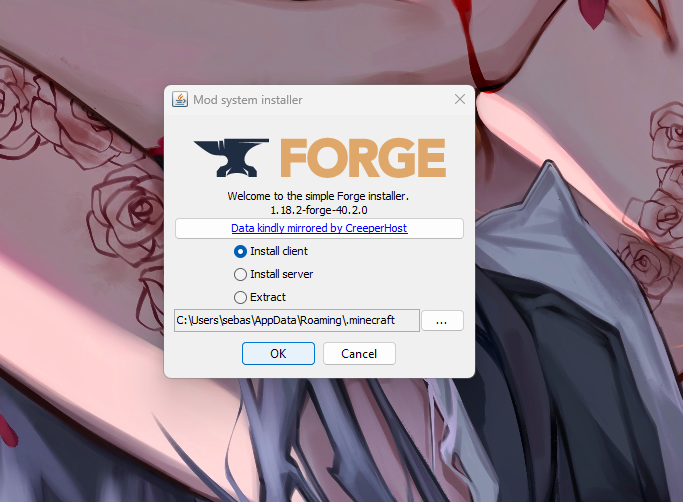 Mod system installer
FORGE
Welcome to the simple Forge installer.
1.18.2-forge-40.2.0
Data kindly mirrored by CreeperHost
Install client
Install server
Extract
C:\Users\sebas\AppData\Roaming\.minecraft
...
OK
Cancel